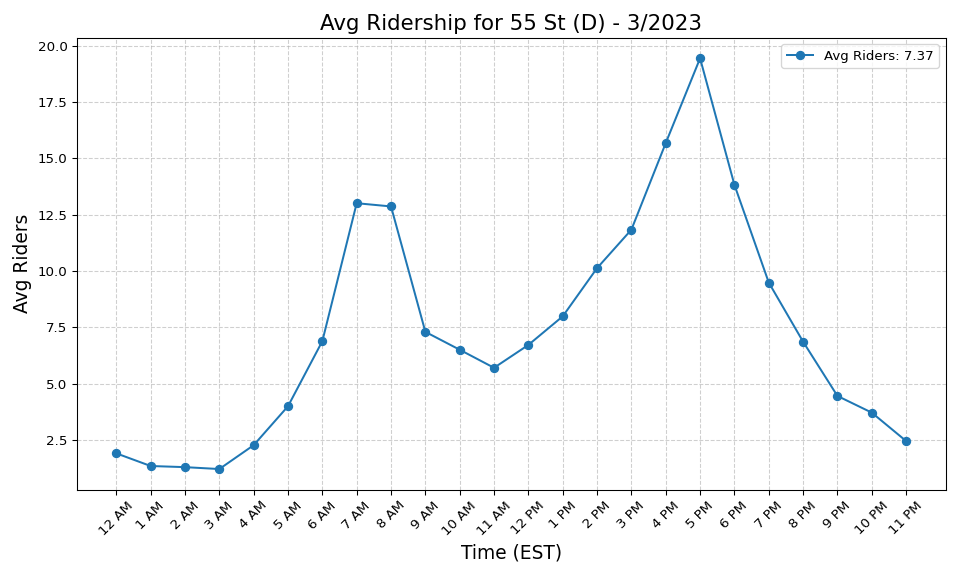 Avg Ridership for 55 St (D) - 3/2023
Avg Riders: 7.37
Avg Riders
20.0
17.5
15.0
12.5
10.0
7.5
5.0
2.5
12 AM 1 AM 2 AM 3 AM 4 AM 5 AM 6 AM 7 AM 8 AM 9 AM 10 AM 11 AM 12 PM 1 PM 2 PM 3 PM 4 PM 5 PM 6 PM 7 PM 8 PM 9 PM 10 PM 11 PM
Time (EST)